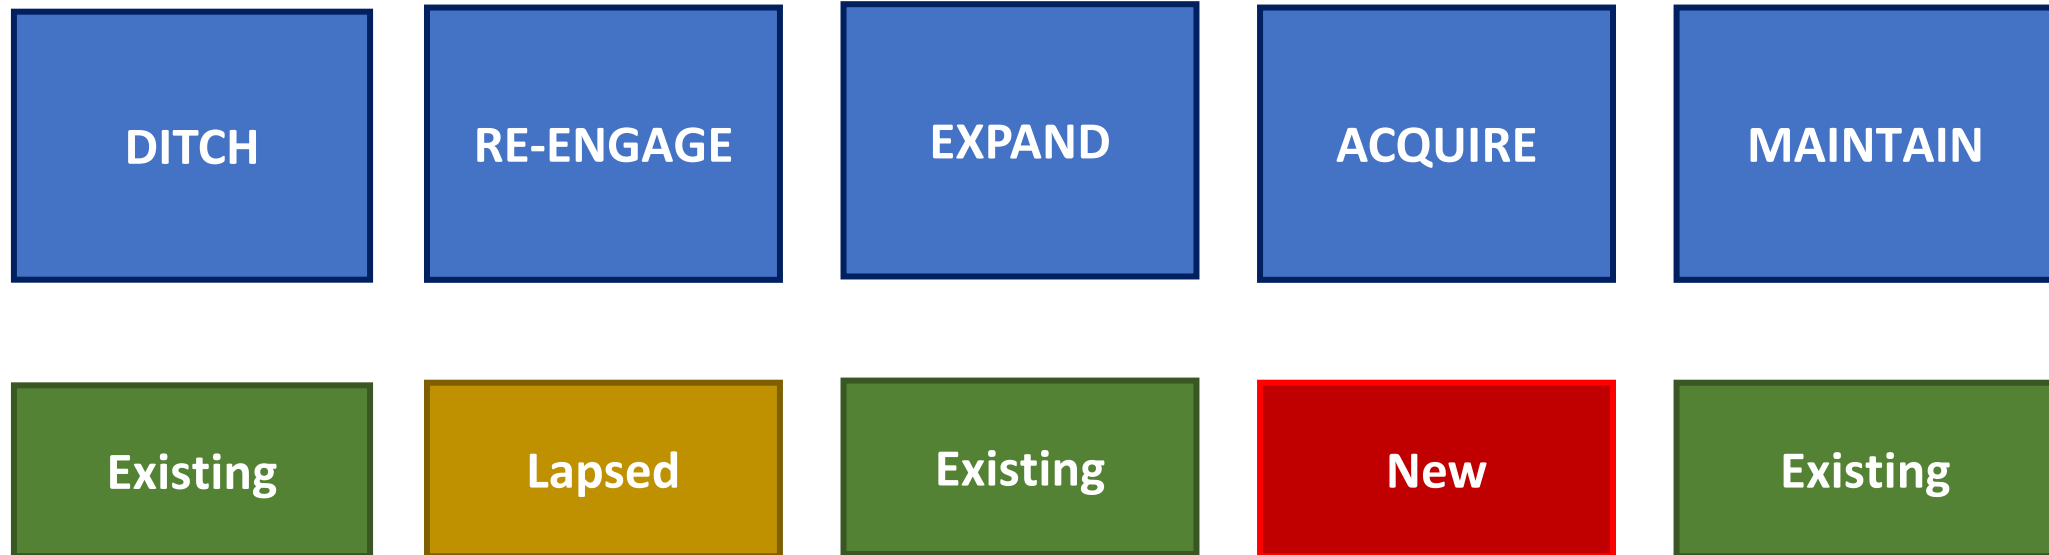 DITCH
RE-ENGAGE
EXPAND
ACQUIRE
MAINTAIN
Existing
Lapsed
Existing
New
Existing